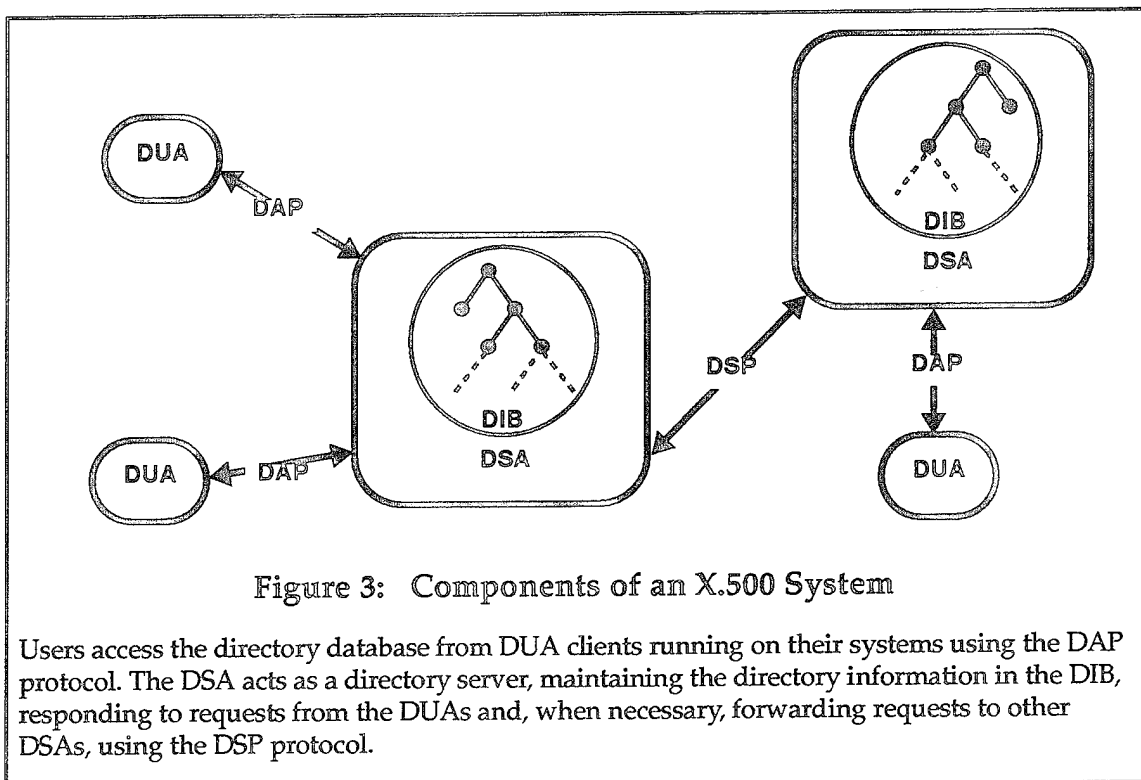 DUA
DAP
DIB
DSA
DIB
DSA
DSP
DAP
DUA
DAP
DUA
Figure 3: Components of an X.500 System
Users access the directory database from DUA clients running on their systems using the DAP
protocol. The DSA acts as a directory server, maintaining the directory information in the DIB,
responding to requests from the DUAs and, when necessary, forwarding requests to other
DSAs, using the DSP protocol.